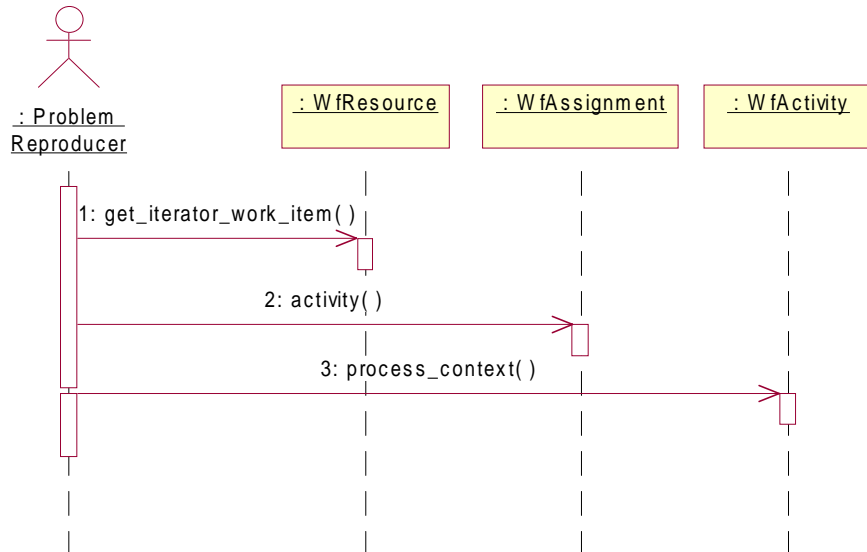 : Problem
Reproducer
: WfResource
: WfAssignment
: WfActivity
1: get_iterator_work_item( )
2: activity( )
3: process_context( )